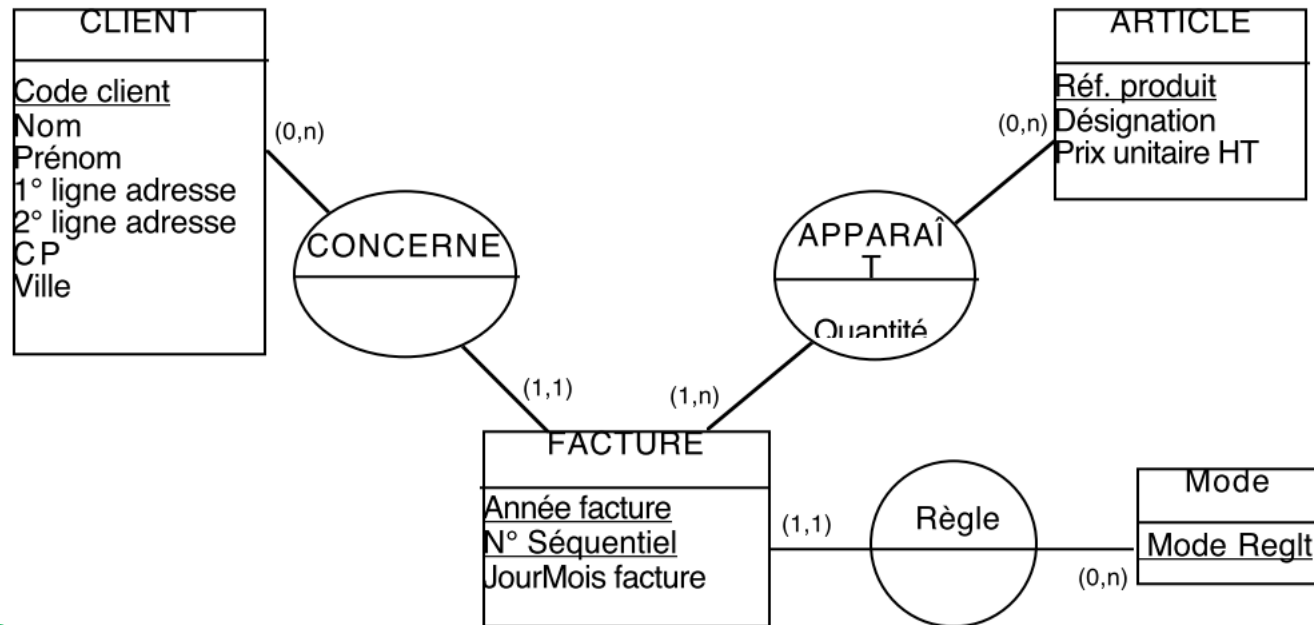 CLIENT
Code client
Nom
Prénom
1° ligne adresse
2° ligne adresse
CP
Ville
(0,n)
CONCERNE
(1,1)
ARTICLE
Réf. produit
Désignation
Prix unitaire HT
(0,n)
APPARAÎ
T
Quantité
(1,n)
FACTURE
Année facture
N° Séquentiel
JourMois facture
(1,1)
Règle
(0,n)
Mode
Mode Reglt